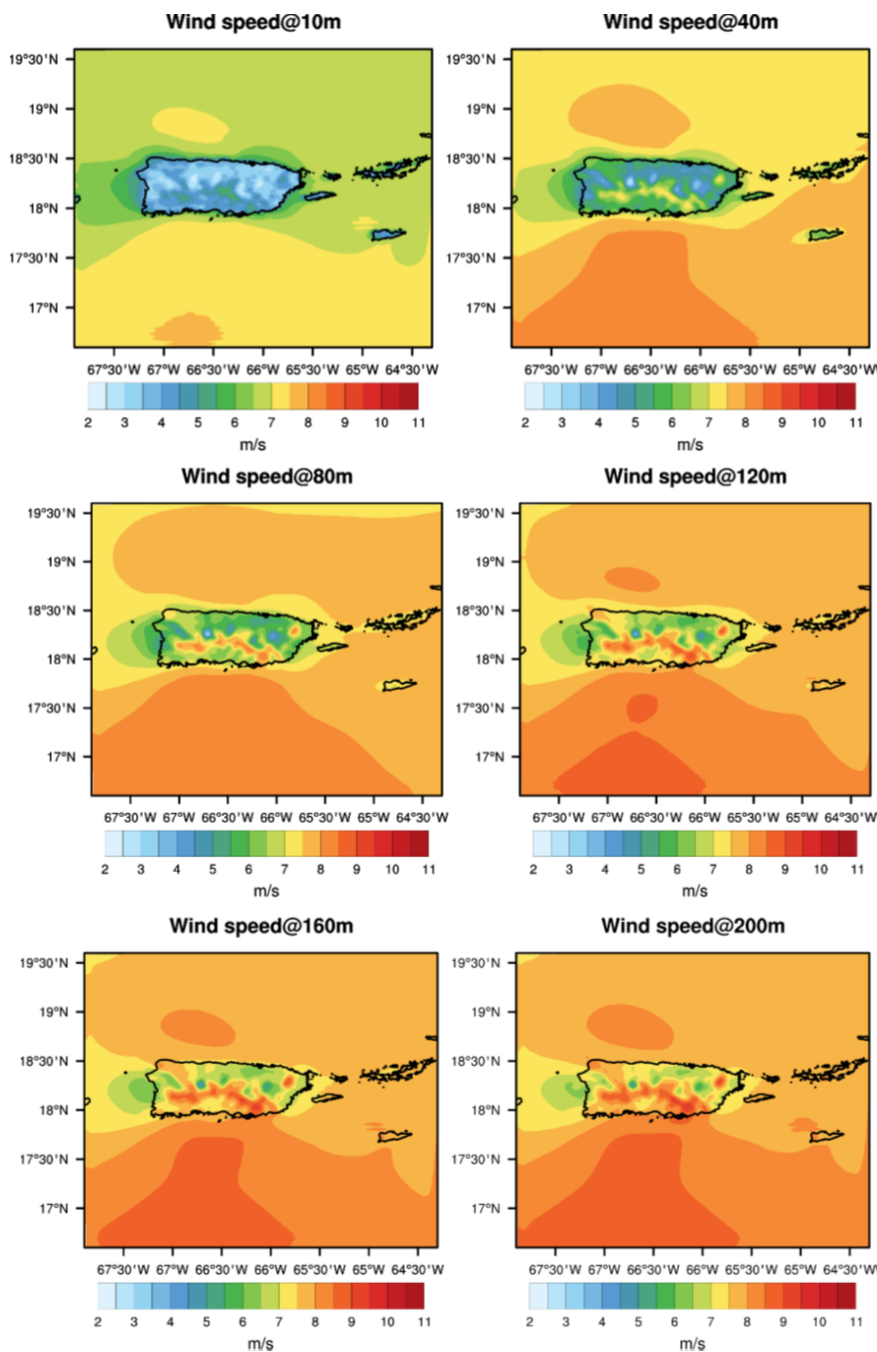 Wind speed@10m
Wind speed@40m
19°30'N
19°N
18°30'N
18°N
17°30'N
17°N
67°30'W 67°W 66°30'W 66°W 65°30'W 65°W 64°30'W
2 3 4 5 6 7 8 9 10 11
m/s
19°30'N
19°N
18°30'N
18°N
17°30'N
17°N
67°30'W 67°W 66°30'W 66°W 65°30'W 65°W 64°30'W
2 3 4 5 6 7 8 9 10 11
m/s
Wind speed@80m
Wind speed@120m
19°30'N
19°N
18°30'N
18°N
17°30'N
17°N
67°30'W 67°W 66°30'W 66°W 65°30'W 65°W 64°30'W
2 3 4 5 6 7 8 9 10 11
m/s
19°30'N
19°N
18°30'N
18°N
17°30'N
17°N
67°30'W 67°W 66°30'W 66°W 65°30'W 65°W 64°30'W
2 3 4 5 6 7 8 9 10 11
m/s
Wind speed@160m
Wind speed@200m
19°30'N
19°N
18°30'N
18°N
17°30'N
17°N
67°30'W 67°W 66°30'W 66°W 65°30'W 65°W 64°30'W
2 3 4 5 6 7 8 9 10 11
m/s
19°30'N
19°N
18°30'N
18°N
17°30'N
17°N
67°30'W 67°W 66°30'W 66°W 65°30'W 65°W 64°30'W
2 3 4 5 6 7 8 9 10 11
m/s